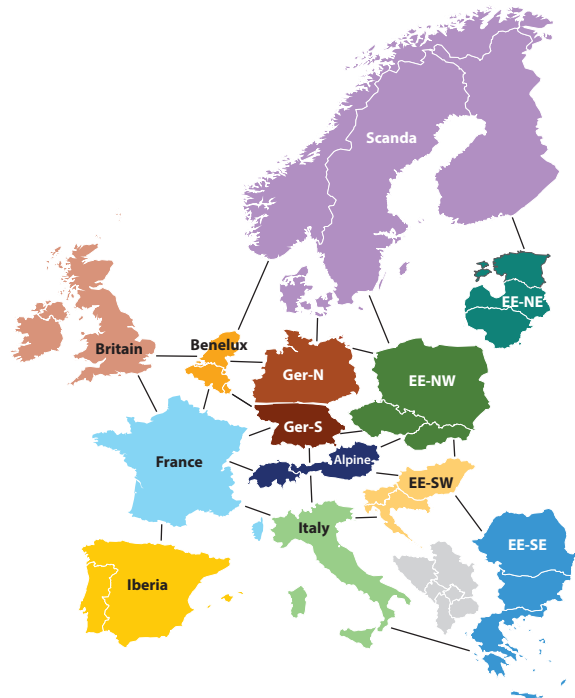 Scanda
EE-NE
Britain
Benelux
Ger-N
EE-NW
Ger-S
France
Alpine
EE-SW
Italy
EE-SE
Iberia